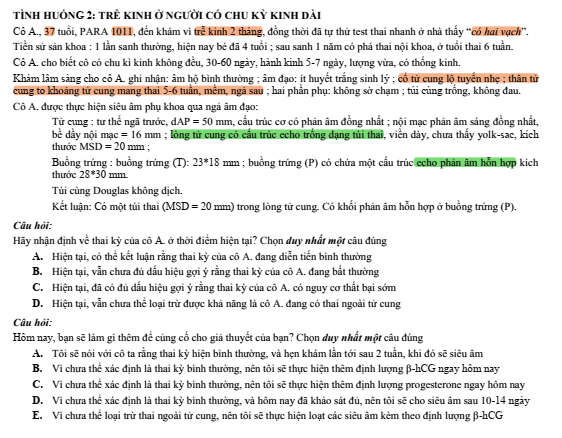 TÌNH HUỐNG 2: TRỄ KINH Ở NGƯỜI CÓ CHU KỲ KINH DÀI
Cô A., 37 tuổi, PARA 1011, đến khám vì trễ kinh 2 tháng, đồng thời đã tự thử test thai nhanh ở nhà thấy “có hai vạch”.
Tiền sử sản khoa : 1 lần sanh thường, hiện nay bé đã 4 tuổi ; sau sanh 1 năm có phá thai nội khoa, ở tuổi thai 6 tuần.
Cô A. cho biết cô có chu kì kinh không đều, 30-60 ngày, hành kinh 5-7 ngày, lượng vừa, có thống kinh.
Khám lâm sàng cho cô A. ghi nhận: âm hộ bình thường ; âm đạo: ít huyết trắng sinh lý ; cổ tử cung lộ tuyến nhẹ ; thân tử
cung to khoảng tử cung mang thai 5-6 tuần, mềm, ngả sau ; hai phần phụ: không sờ chạm ; túi cùng trống, không đau.
Cô A. được thực hiện siêu âm phụ khoa qua ngả âm đạo:
Tử cung : tư thế ngã trước, dAP = 50 mm, cấu trúc cơ có phản âm đồng nhất ; nội mạc phản âm sáng đồng nhất,
bề dầy nội mạc = 16 mm ; lòng tử cung có cấu trúc echo trống dạng túi thai, viền dày, chưa thấy yolk-sac, kích
thước MSD = 20 mm ;
Buồng trứng : buồng trứng (T): 23*18 mm ; buồng trứng (P) có chứa một cấu trúc echo phản âm hỗn hợp kích
thước 28*30 mm.
Túi cùng Douglas không dịch.
Kết luận: Có một túi thai (MSD = 20 mm) trong lòng tử cung. Có khối phản âm hỗn hợp ở buồng trứng (P).
Câu hỏi:
Hãy nhận định về thai kỳ của cô A. ở thời điểm hiện tại? Chọn duy nhất một câu đúng
A. Hiện tại, có thể kết luận rằng thai kỳ của cô A. đang diễn tiến bình thường
B. Hiện tại, vẫn chưa đủ dấu hiệu gợi ý rằng thai kỳ của cô A. đang bất thường
C. Hiện tại, đã có đủ dấu hiệu gợi ý rằng thai kỳ của cô A. có nguy cơ thất bại sớm
D. Hiện tại, vẫn chưa thể loại trừ được khả năng là cô A. đang có thai ngoài tử cung
Câu hỏi:
Hôm nay, bạn sẽ làm gì thêm để củng cố cho giả thuyết của bạn? Chọn duy nhất một câu đúng
A. Tôi sẽ nói với cô ta rằng thai kỳ hiện bình thường, và hẹn khám lần tới sau 2 tuần, khi đó sẽ siêu âm
B. Vì chưa thể xác định là thai kỳ bình thường, nên tôi sẽ thực hiện thêm định lượng β-hCG ngay hôm nay
C. Vì chưa thể xác định là thai kỳ bình thường, nên tôi sẽ thực hiện thêm định lượng progesterone ngay hôm nay
D. Vì chưa thể xác định là thai kỳ bình thường, và hôm nay đã khảo sát đủ, nên tôi sẽ cho siêu âm sau 10-14 ngày
E. Vì chưa thể loại trừ thai ngoài tử cung, nên tôi sẽ thực hiện loạt các siêu âm kèm theo định lượng β-hCG